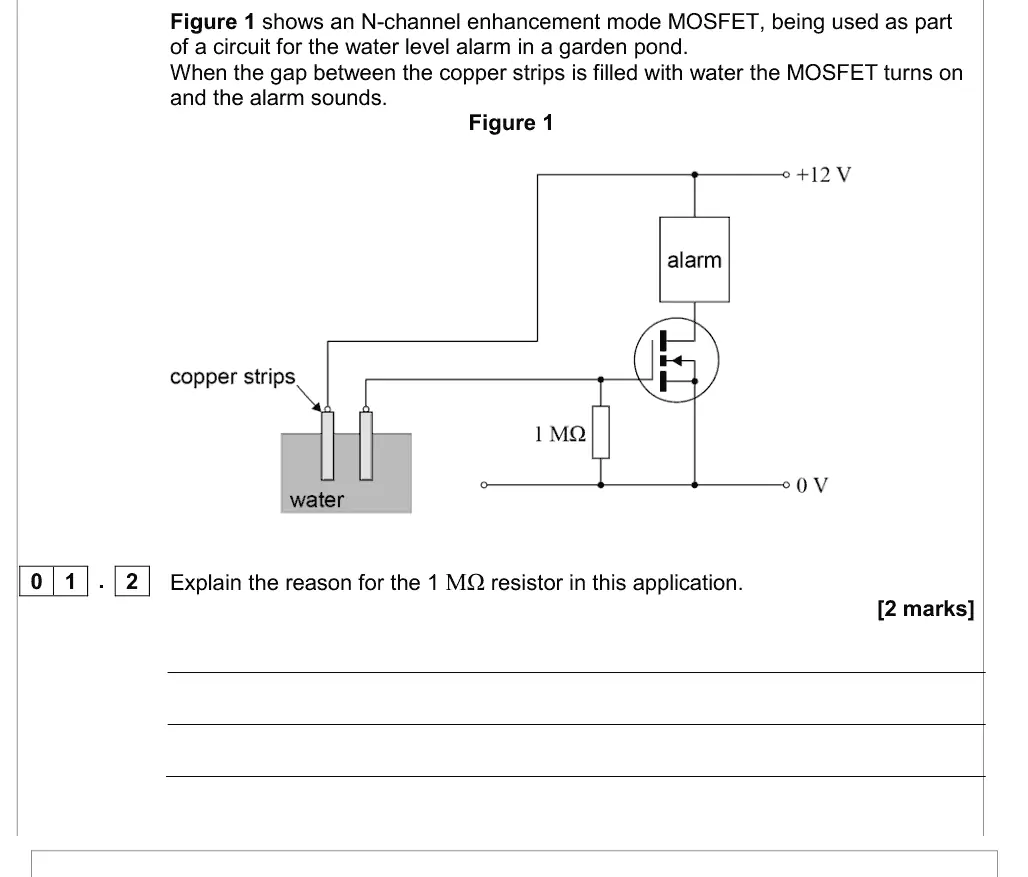 Figure 1 shows an N-channel enhancement mode MOSFET, being used as part
of a circuit for the water level alarm in a garden pond.
When the gap between the copper strips is filled with water the MOSFET turns on
and the alarm sounds.
Figure 1
+12 V
alarm
copper strips
1 MΩ
water
0 V
0 1 . 2 Explain the reason for the 1 MΩ resistor in this application.
[2 marks]